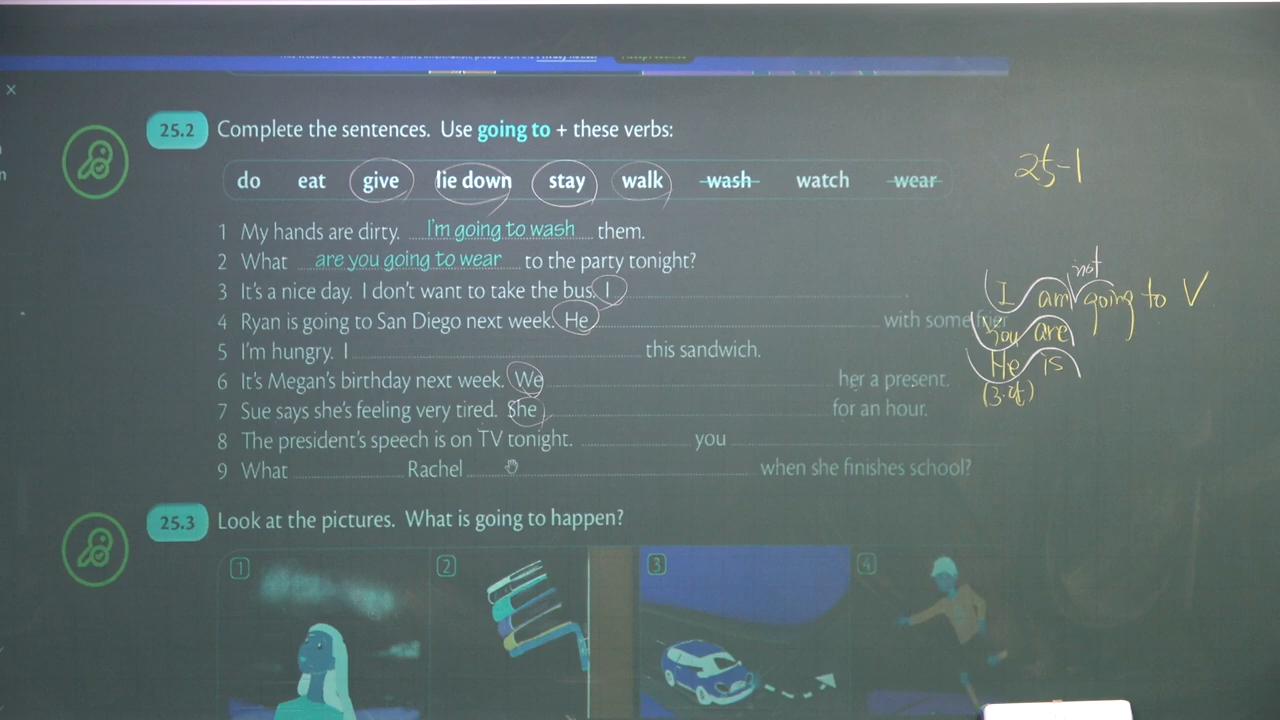 25.2 Complete the sentences. Use going to + these verbs:
do eat give lie down stay walk wash watch wear
1 My hands are dirty. I'm going to wash them.
2 What are you going to wear to the party tonight?
3 It's a nice day. I don't want to take the bus. I
4 Ryan is going to San Diego next week. He with some
5 I'm hungry. I this sandwich.
6 It's Megan's birthday next week. We her a present.
7 Sue says she's feeling very tired. She for an hour.
8 The president's speech is on TV tonight. you
9 What Rachel when she finishes school?
25.3 Look at the pictures. What is going to happen?
1 2 3 4
25-1
not
I am going to V
You are
He is